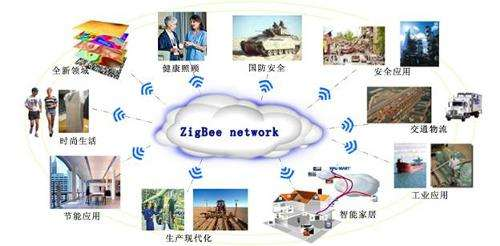 全新领域
健康照顾
国防安全
安全应用
时尚生活
ZigBee network
交通物流
节能应用
生产现代化
智能家居
工业应用